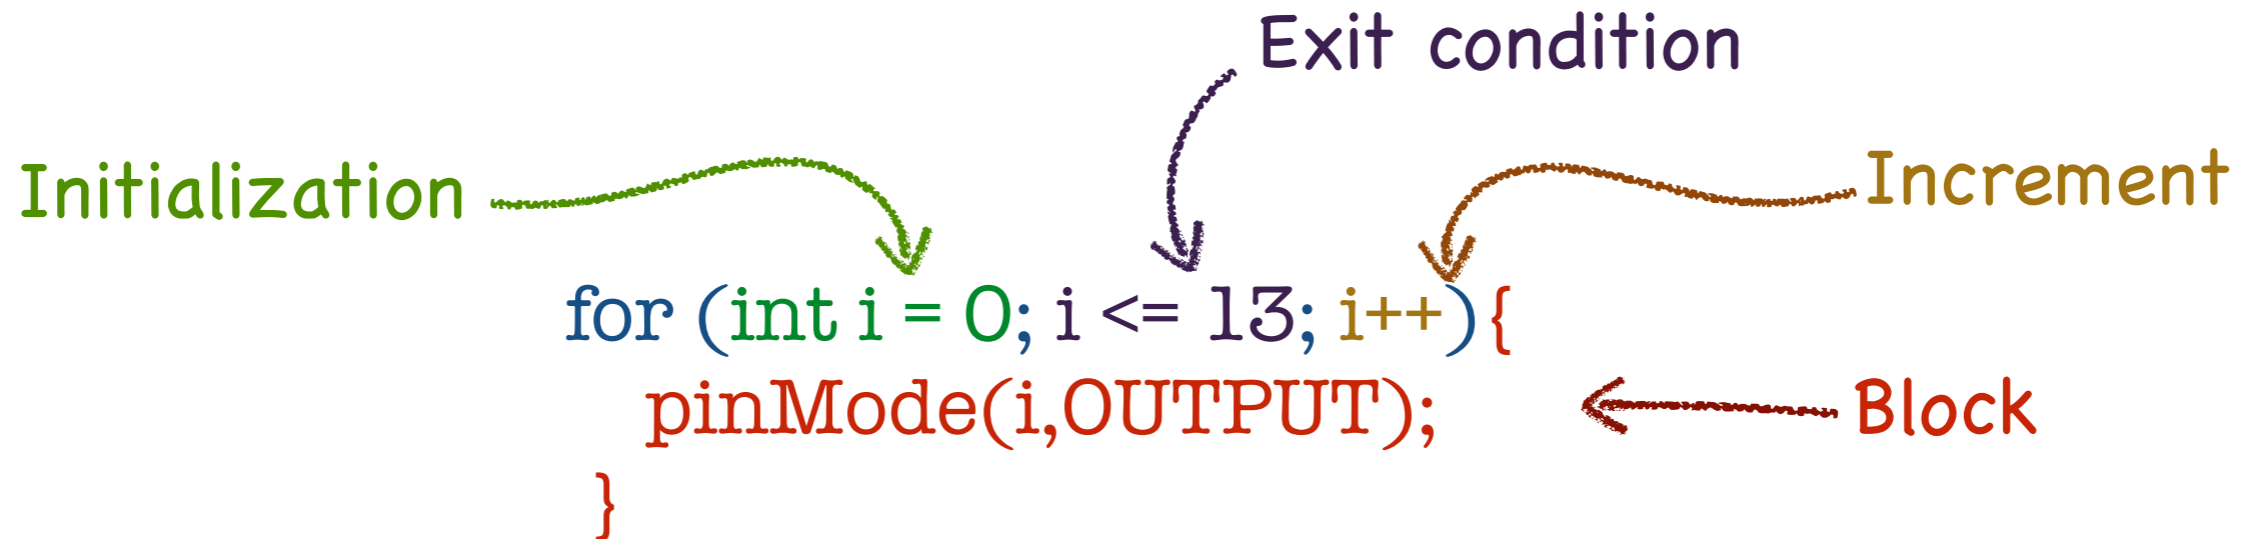 Exit condition
Initialization
Increment
for (int i = 0; i <= 13; i++){
pinMode(i,OUTPUT);
Block
}